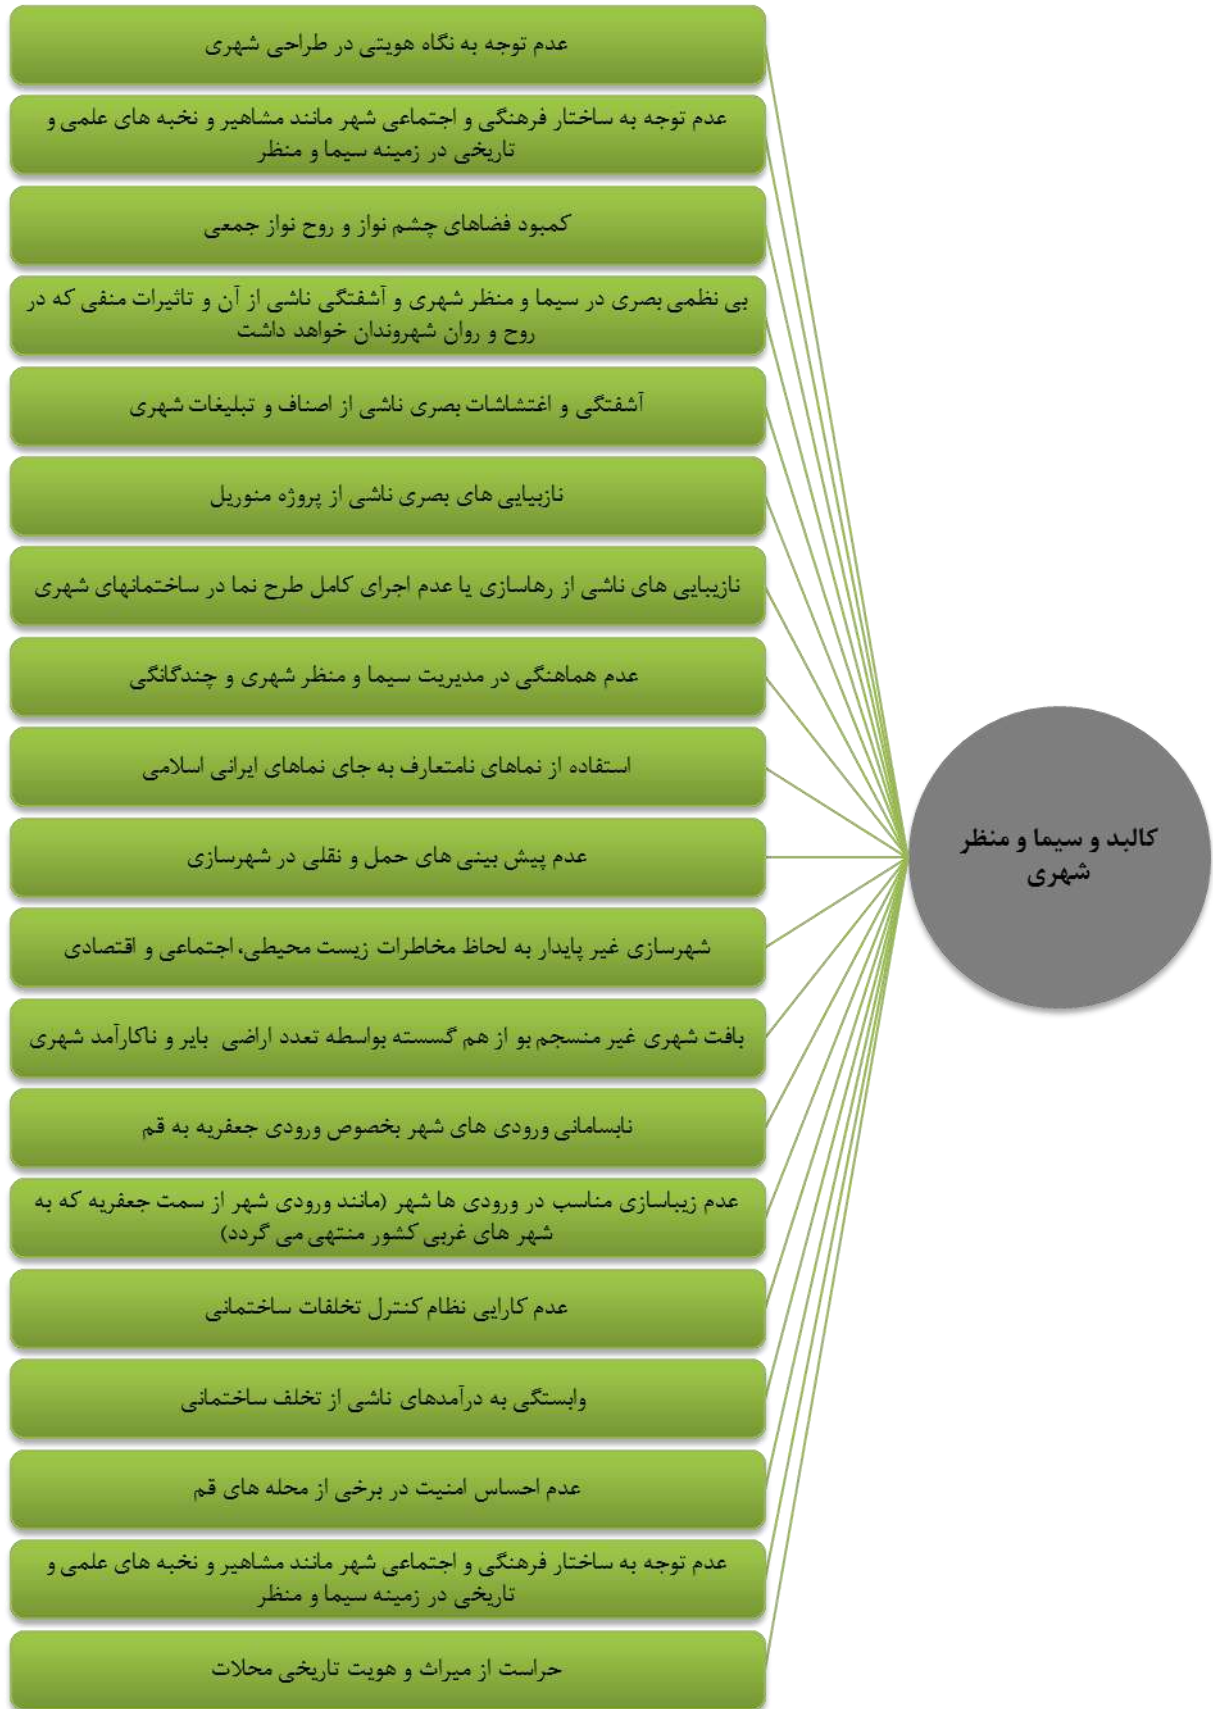 عدم توجه به نگاه هویتی در طراحی شهری
عدم توجه به ساختار فرهنگی و اجتماعی شهر مانند مشاهیر و نخبه های علمی و
تاریخی در زمینه سیما و منظر
کمبود فضاهای چشم نواز و روح نواز جمعی
بی نظمی بصری در سیما و منظر شهری و آشفتگی ناشی از آن و تاثیرات منفی که در
روح و روان شهروندان خواهد داشت
آشفتگی و اغتشاشات بصری ناشی از اصناف و تبلیغات شهری
نازیبایی های بصری ناشی از پروژه منوریل
نازیبایی های ناشی از رهاسازی یا عدم اجرای کامل طرح نما در ساختمانهای شهری
عدم هماهنگی در مدیریت سیما و منظر شهری و چندگانگی
استفاده از نماهای نامتعارف به جای نماهای ایرانی اسلامی
عدم پیش بینی های حمل و نقلی در شهرسازی
شهرسازی غیر پایدار به لحاظ مخاطرات زیست محیطی، اجتماعی و اقتصادی
بافت شهری غیر منسجم بو از هم گسسته بواسطه تعدد اراضی بایر و ناکارآمد شهری
نابسامانی ورودی های شهر بخصوص ورودی جعفریه به قم
عدم زیباسازی مناسب در ورودی ها شهر (مانند ورودی شهر از سمت جعفریه که به
شهر های غربی کشور منتهی می گردد)
عدم کارایی نظام کنترل تخلفات ساختمانی
وابستگی به درآمدهای ناشی از تخلف ساختمانی
عدم احساس امنیت در برخی از محله های قم
عدم توجه به ساختار فرهنگی و اجتماعی شهر مانند مشاهیر و نخبه های علمی و
تاریخی در زمینه سیما و منظر
حراست از میراث و هویت تاریخی محلات
کالبد و سیما و منظر
شهری